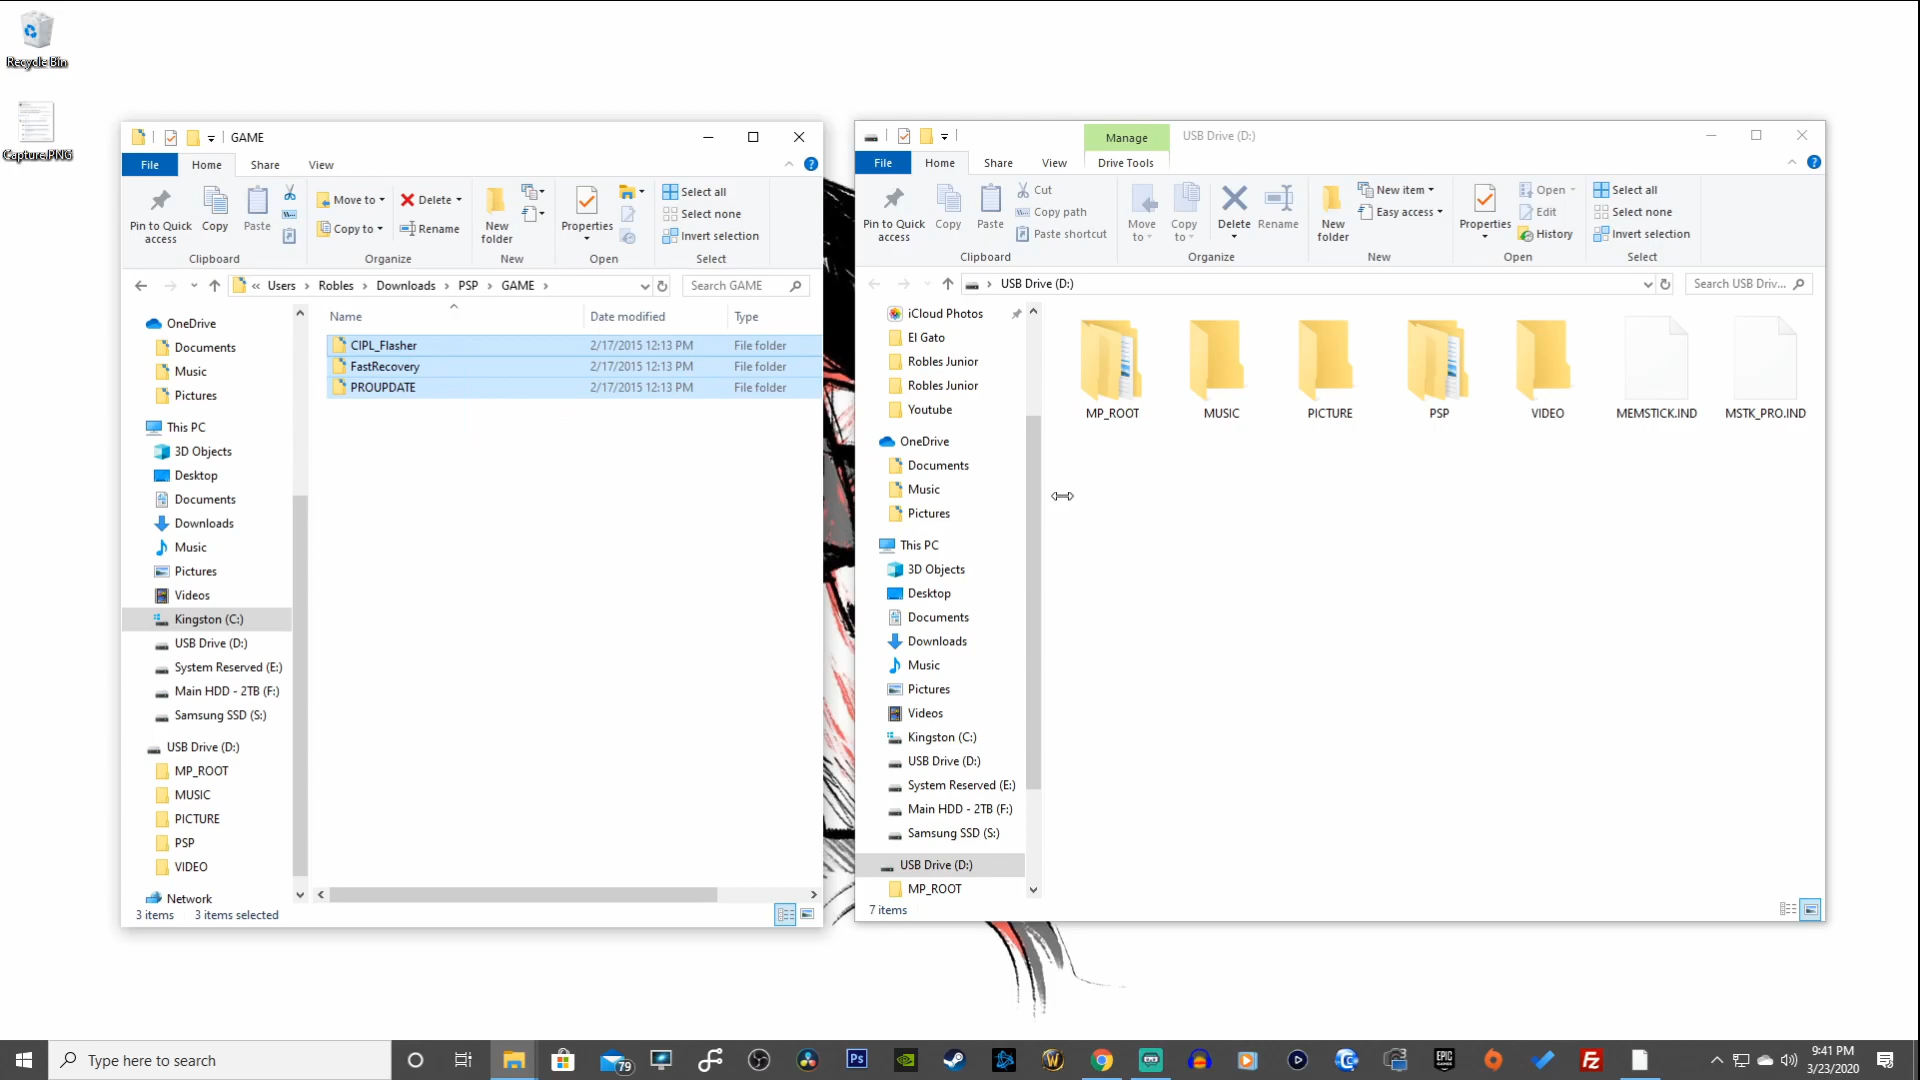 Recycle Bin
Capture.PNG
GAME
File
Home
Share
View
Pin to Quick access
Copy
Paste
Move to
Copy to
Delete
Rename
New folder
Properties
Select all
Select none
Invert selection
Clipboard
Organize
New
Open
Select
« Users › Robles › Downloads › PSP › GAME ›
Search GAME
Name
Date modified
Type
CIPL_Flasher 2/17/2015 12:13 PM File folder
FastRecovery 2/17/2015 12:13 PM File folder
PROUPDATE 2/17/2015 12:13 PM File folder
OneDrive
Documents
Music
Pictures
This PC
3D Objects
Desktop
Documents
Downloads
Music
Pictures
Videos
Kingston (C:)
USB Drive (D:)
System Reserved (E:)
Main HDD - 2TB (F:)
Samsung SSD (S:)
USB Drive (D:)
MP_ROOT
MUSIC
PICTURE
PSP
VIDEO
Network
3 items
3 items selected
Manage
USB Drive (D:)
File
Home
Share
View
Drive Tools
Pin to Quick access
Copy
Paste
Cut
Copy path
Paste shortcut
Move to
Copy to
Delete
Rename
New folder
New item
Easy access
Properties
Open
Edit
History
Select all
Select none
Invert selection
Clipboard
Organize
New
Open
Select
› USB Drive (D:)
Search USB Driv...
iCloud Photos
El Gato
Robles Junior
Robles Junior
Youtube
OneDrive
Documents
Music
Pictures
This PC
3D Objects
Desktop
Documents
Downloads
Music
Pictures
Videos
Kingston (C:)
USB Drive (D:)
System Reserved (E:)
Main HDD - 2TB (F:)
Samsung SSD (S:)
USB Drive (D:)
MP_ROOT
MP_ROOT
MUSIC
PICTURE
PSP
VIDEO
MEMSTICK.IND
MSTK_PRO.IND
7 items
Type here to search
79
Ps
EPIC GAMES
Fz
9:41 PM
3/23/2020